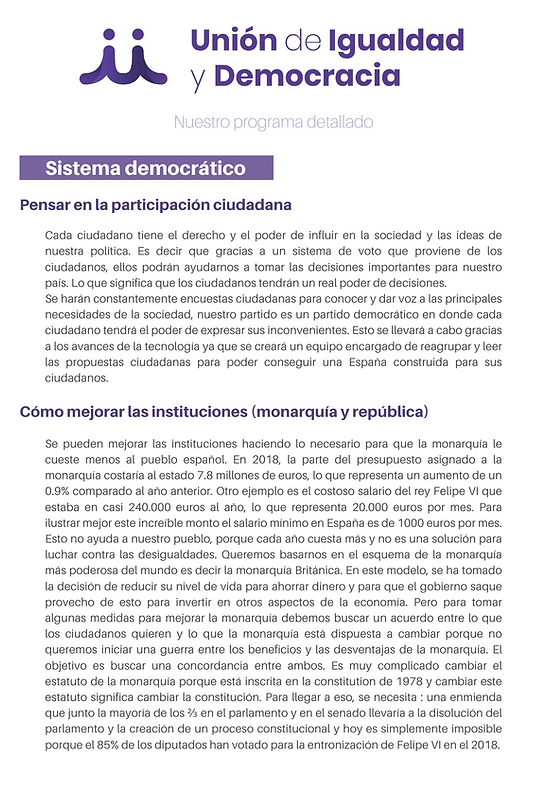 Unión de Igualdad
y Democracia
Nuestro programa detallado
Sistema democrático
Pensar en la participación ciudadana
Cada ciudadano tiene el derecho y el poder de influir en la sociedad y las ideas de
nuestra política. Es decir que gracias a un sistema de voto que proviene de los
ciudadanos, ellos podrán ayudarnos a tomar las decisiones importantes para nuestro
país. Lo que significa que los ciudadanos tendrán un real poder de decisiones.
Se harán constantemente encuestas ciudadanas para conocer y dar voz a las principales
necesidades de la sociedad, nuestro partido es un partido democrático en donde cada
ciudadano tendrá el poder de expresar sus inconvenientes. Esto se llevará a cabo gracias
a los avances de la tecnología ya que se creará un equipo encargado de reagrupar y leer
las propuestas ciudadanas para poder conseguir una España construida para sus
ciudadanos.
Cómo mejorar las instituciones (monarquía y república)
Se pueden mejorar las instituciones haciendo lo necesario para que la monarquía le
cueste menos al pueblo español. En 2018, la parte del presupuesto asignado a la
monarquía costaría al estado 7.8 millones de euros, lo que representa un aumento de un
0.9% comparado al año anterior. Otro ejemplo es el costoso salario del rey Felipe VI que
estaba en casi 240.000 euros al año, lo que representa 20.000 euros por mes. Para
ilustrar mejor este increíble monto el salario mínimo en España es de 1000 euros por mes.
Esto no ayuda a nuestro pueblo, porque cada año cuesta más y no es una solución para
luchar contra las desigualdades. Queremos basarnos en el esquema de la monarquía
más poderosa del mundo es decir la monarquía Británica. En este modelo, se ha tomado
la decisión de reducir su nivel de vida para ahorrar dinero y para que el gobierno saque
provecho de esto para invertir en otros aspectos de la economía. Pero para tomar
algunas medidas para mejorar la monarquía debemos buscar un acuerdo entre lo que
los ciudadanos quieren y lo que la monarquía está dispuesta a cambiar porque no
queremos iniciar una guerra entre los beneficios y las desventajas de la monarquía. El
objetivo es buscar una concordancia entre ambos. Es muy complicado cambiar el
estatuto de la monarquía porque está inscrita en la constitution de 1978 y cambiar este
estatuto significa cambiar la constitución. Para llegar a eso, se necesita : una enmienda
que junto la mayoría de los ⅔ en el parlamento y en el senado llevaría a la disolución del
parlamento y la creación de un proceso constitucional y hoy es simplemente imposible
porque el 85% de los diputados han votado para la entronización de Felipe VI en el 2018.